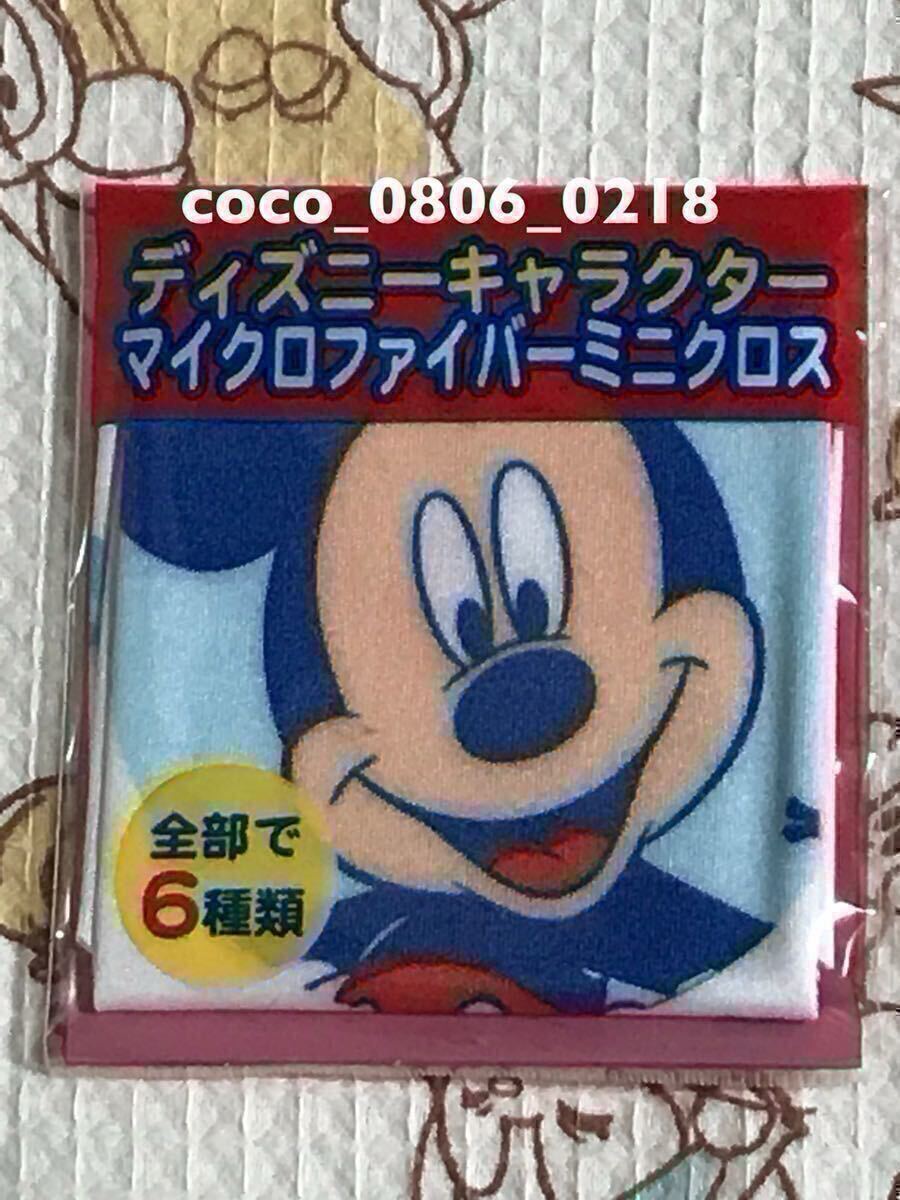 coco_0806_0218
ディズニーキャラクター
マイクロファイバーミニクロス
全部で
6種類